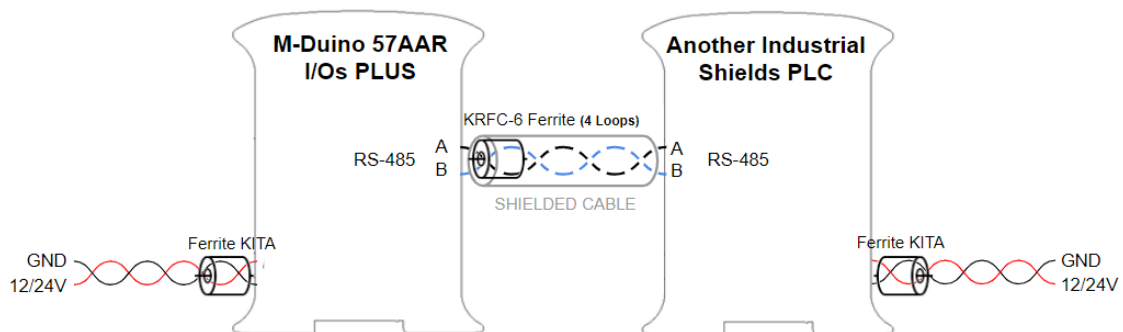 M-Duino 57AAR
I/Os PLUS
Another Industrial
Shields PLC
KRFC-6 Ferrite (4 Loops)
RS-485
A
B
A
B
RS-485
SHIELDED CABLE
Ferrite KITA
GND
12/24V
Ferrite KITA
GND
12/24V